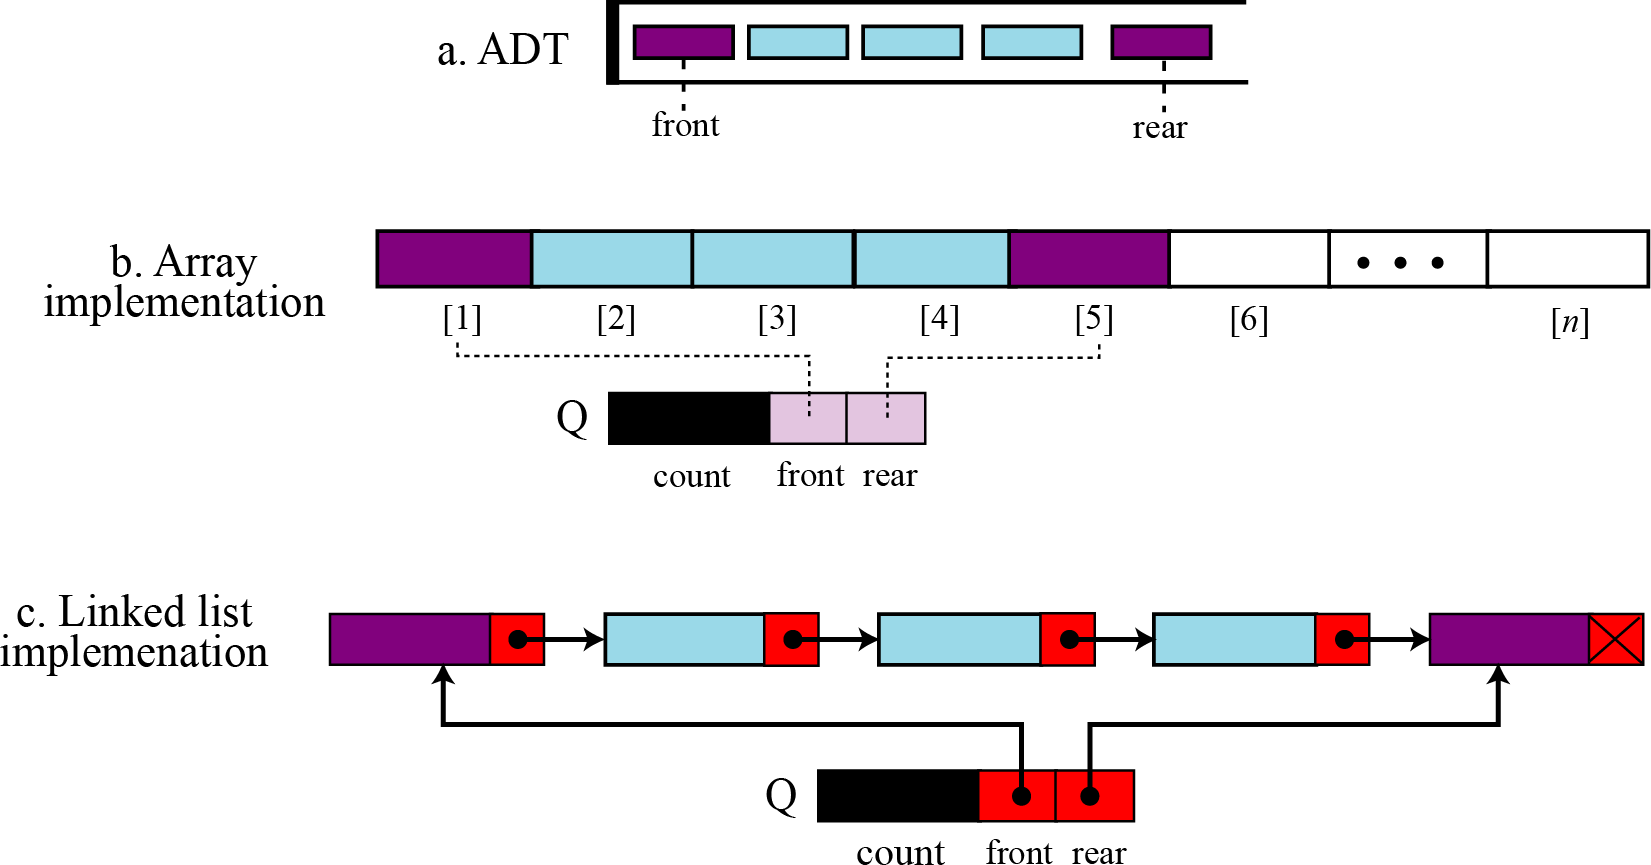 a. ADT
front
rear
b. Array
implementation
[1] [2] [3] [4] [5] [6] [n]
Q
count front rear
c. Linked list
implemenation
Q
count front rear